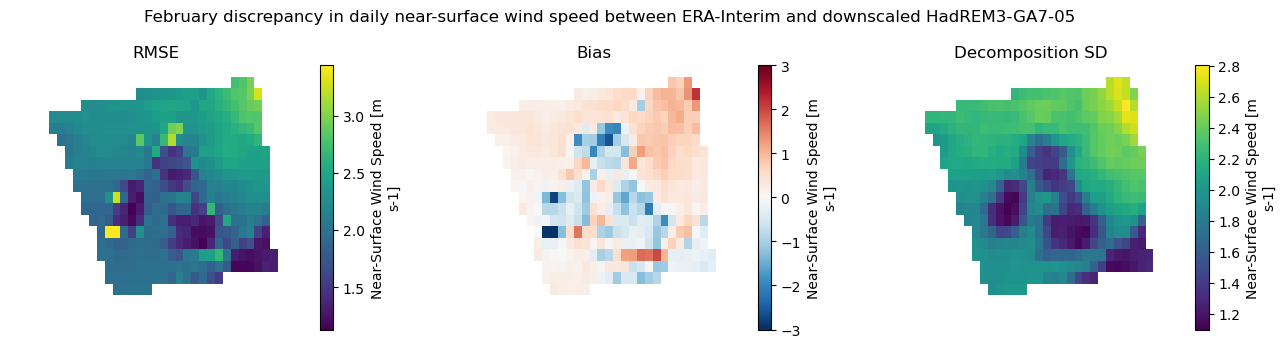 February discrepancy in daily near-surface wind speed between ERA-Interim and downscaled HadREM3-GA7-05
RMSE
3.0
2.5
2.0
1.5
Near-Surface Wind Speed [m
s-1]
Bias
3
2
1
0
−1
−2
−3
Near-Surface Wind Speed [m
s-1]
Decomposition SD
2.8
2.6
2.4
2.2
2.0
1.8
1.6
1.4
1.2
Near-Surface Wind Speed [m
s-1]